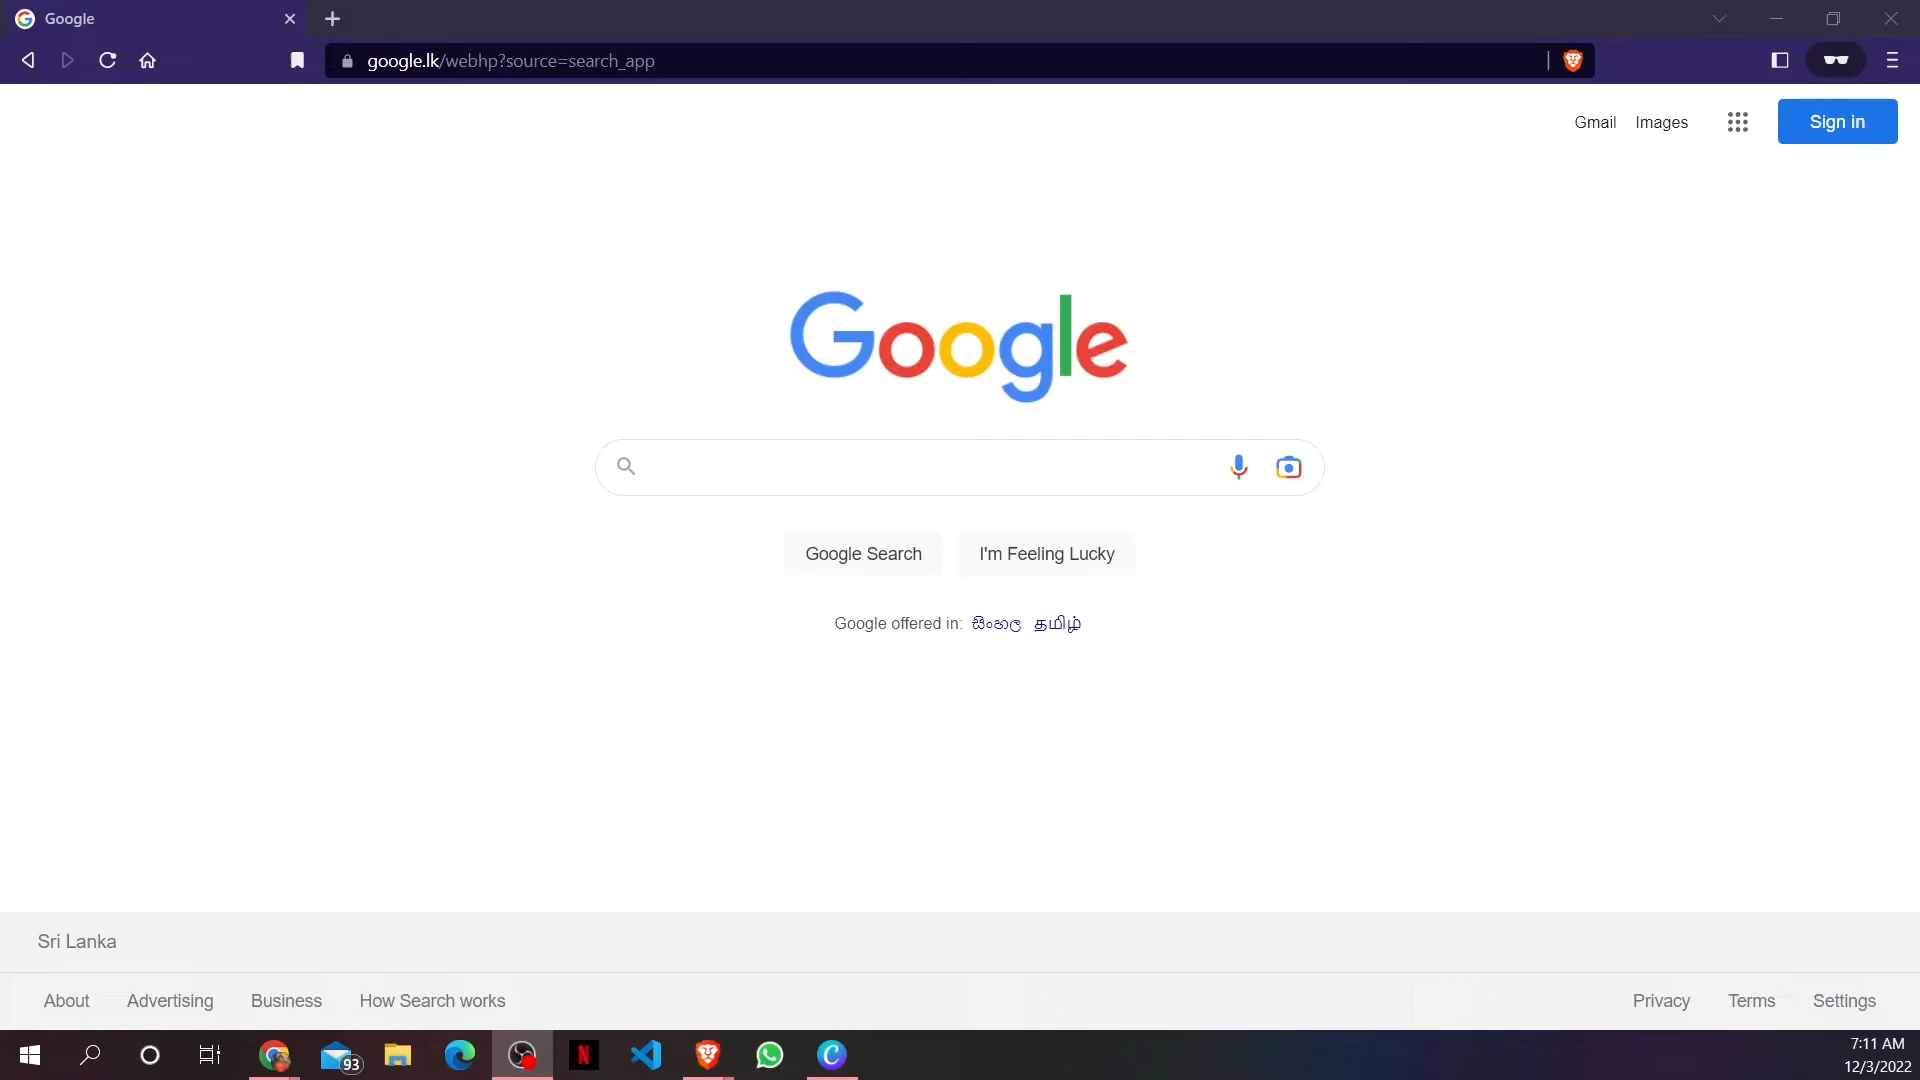 Google
google.lk/webhp?source=search_app
Gmail Images Sign in
Google
Google Search I'm Feeling Lucky
Google offered in: සිංහල தமிழ்
Sri Lanka
About Advertising Business How Search works Privacy Terms Settings
93
7:11 AM
12/3/2022